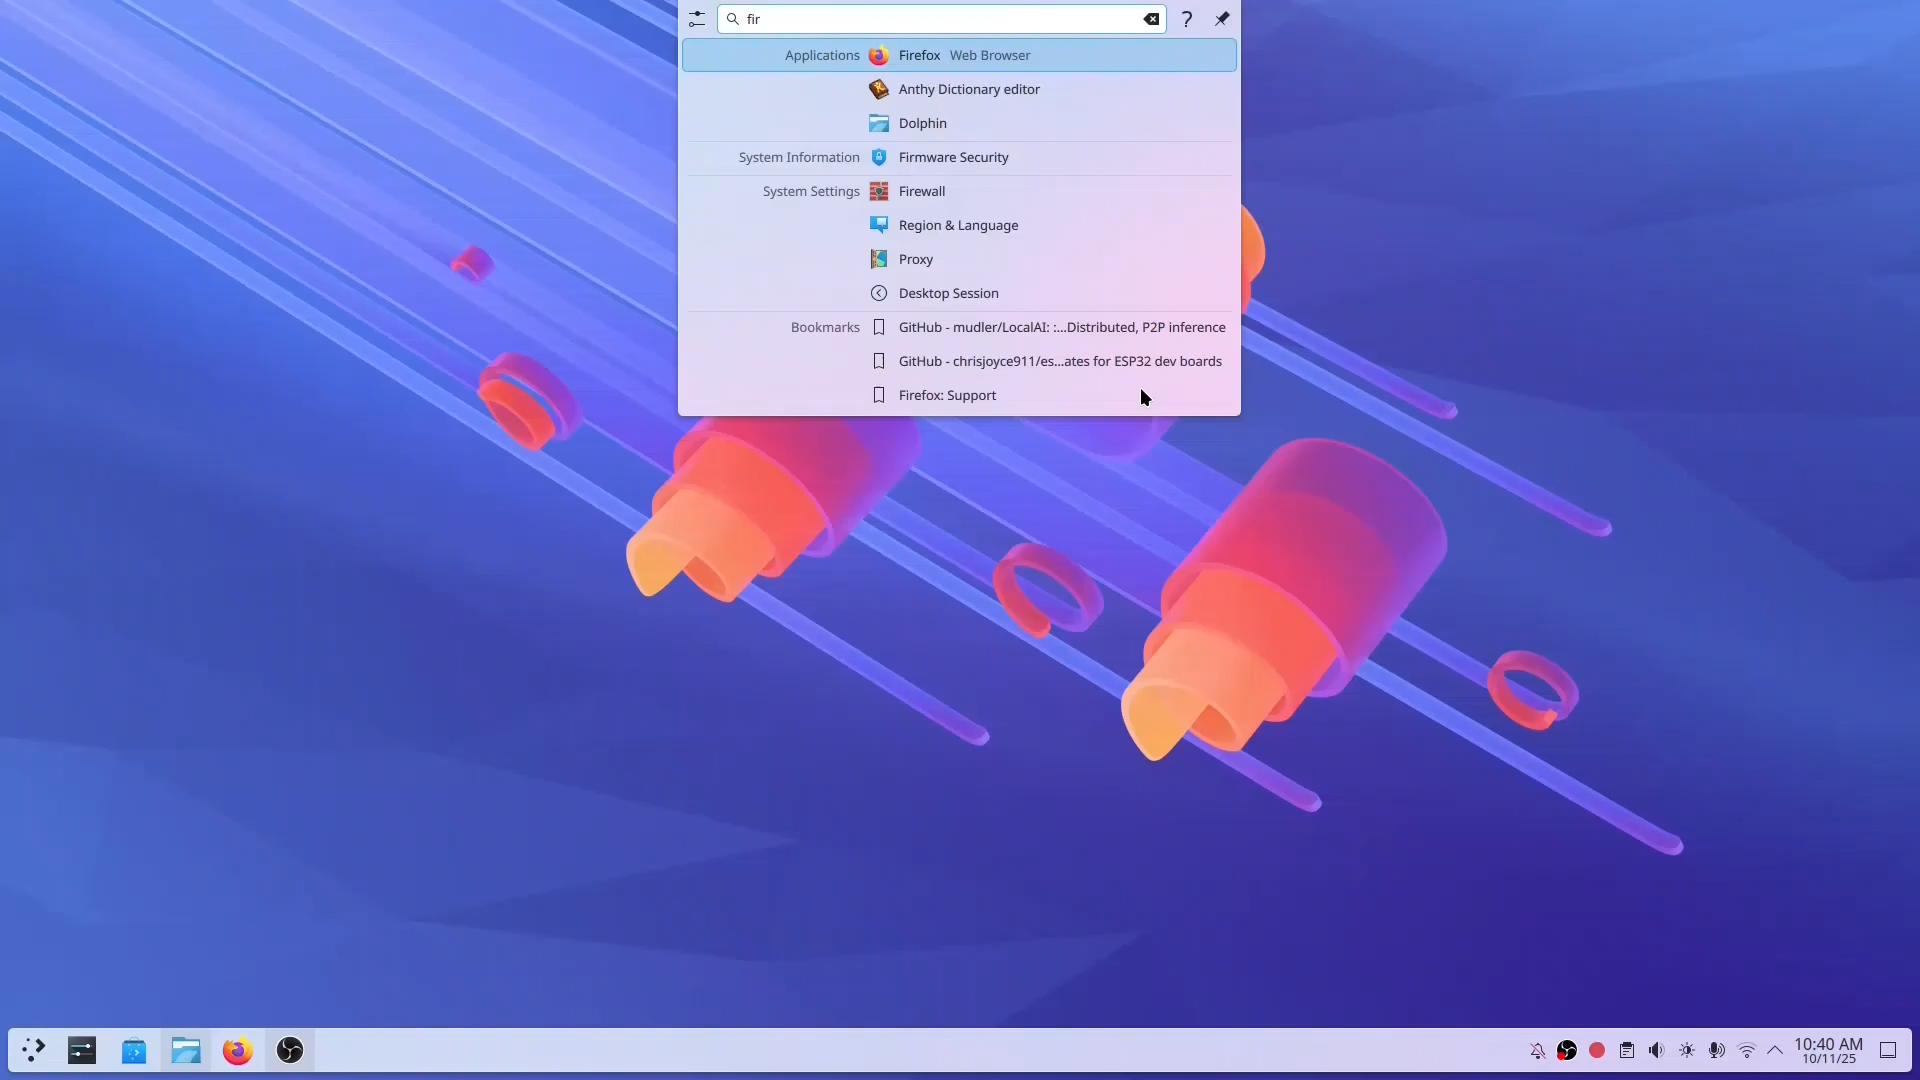 fir
Applications Firefox Web Browser
Anthy Dictionary editor
Dolphin
System Information Firmware Security
System Settings Firewall
Region & Language
Proxy
Desktop Session
Bookmarks GitHub - mudler/LocalAI: :...Distributed, P2P inference
GitHub - chrisjoyce911/es...ates for ESP32 dev boards
Firefox: Support
10:40 AM
10/11/25